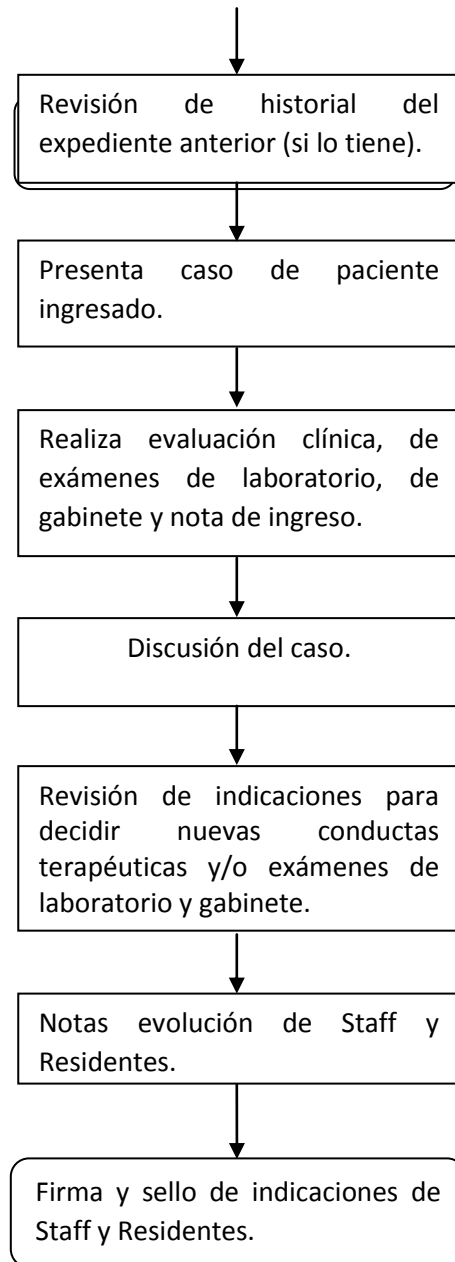 Revisión de historial del
expediente anterior (si lo tiene).
Presenta caso de paciente
ingresado.
Realiza evaluación clínica, de
exámenes de laboratorio, de
gabinete y nota de ingreso.
Discusión del caso.
Revisión de indicaciones para
decidir nuevas conductas
terapéuticas y/o exámenes de
laboratorio y gabinete.
Notas evolución de Staff y
Residentes.
Firma y sello de indicaciones de
Staff y Residentes.